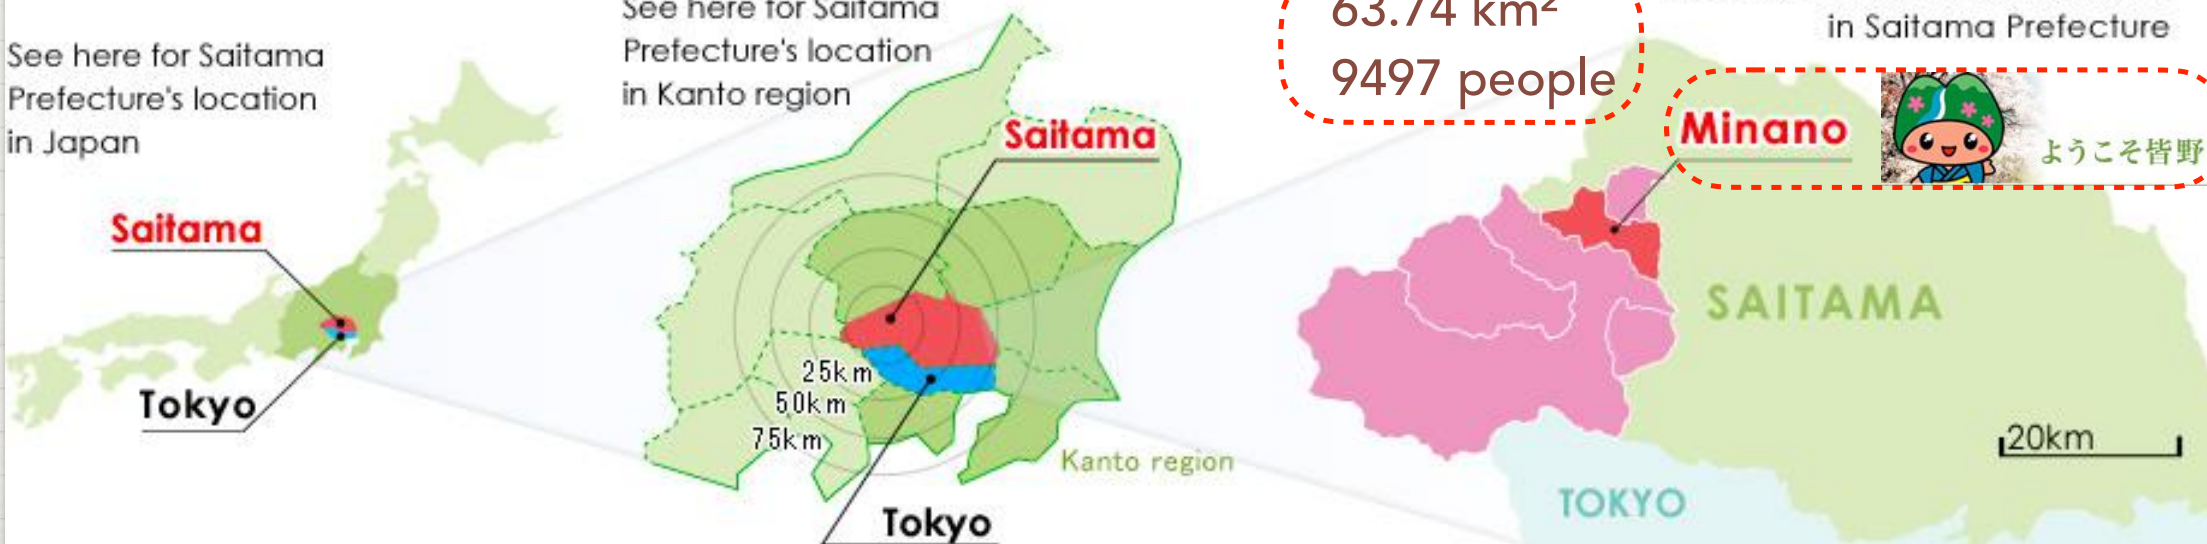 See here for Saitama
Prefecture's location
in Japan
Saitama
Tokyo
See here for Saitama
Prefecture's location
in Kanto region
Saitama
25km
50km
75km
Kanto region
Tokyo
63.74 km²
9497 people
in Saitama Prefecture
Minano
ようこそ皆野
SAITAMA
20km
TOKYO